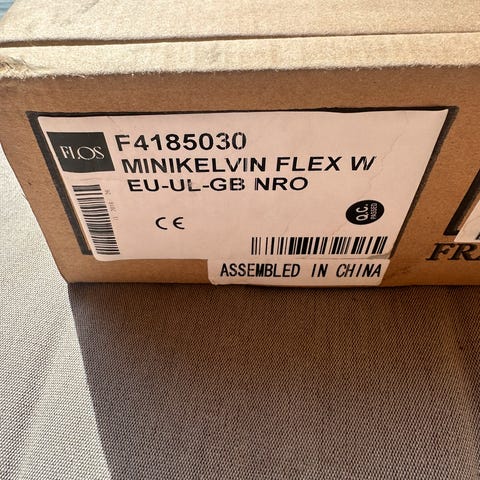 FLOS
F4185030
MINIKELVIN FLEX W
EU-UL-GB NRO
CE
Q.C.
PASSED
ASSEMBLED IN CHINA